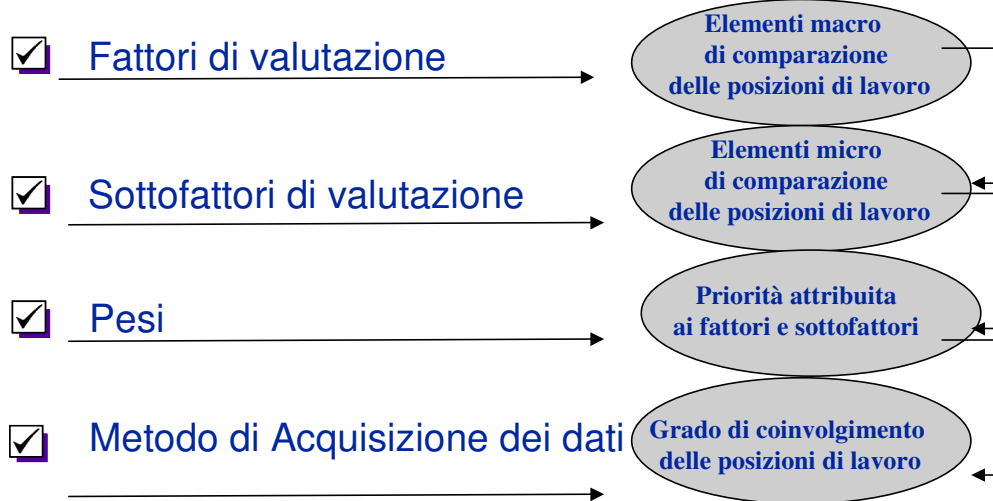 Fattori di valutazione
Elementi macro
di comparazione
delle posizioni di lavoro
Sottofattori di valutazione
Elementi micro
di comparazione
delle posizioni di lavoro
Pesi
Priorità attribuita
ai fattori e sottofattori
Metodo di Acquisizione dei dati
Grado di coinvolgimento
delle posizioni di lavoro